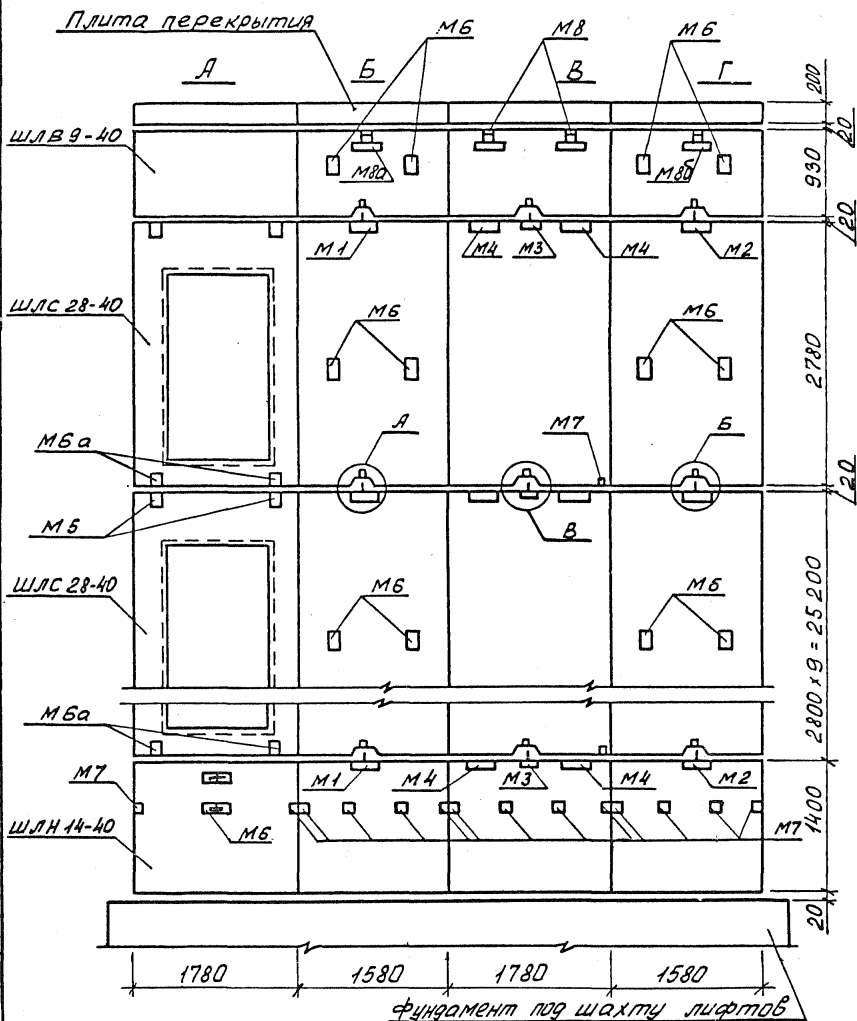 Плита перекрытия
М6
М8
М6
А
Б
В
Г
200
ШЛВ 9-40
20
М8а
М8б
930
М1
М4
М3
М4
М2
20
ШЛС 28-40
М6
М6
2780
М6а
А
М7
Б
20
М5
В
ШЛС 28-40
М6
М6
2800 x 9 = 25 200
М6а
М1
М4
М3
М4
М2
М7
1400
ШЛН 14-40
М6
М7
20
1780
1580
1780
1580
Фундамент под шахту лифтов